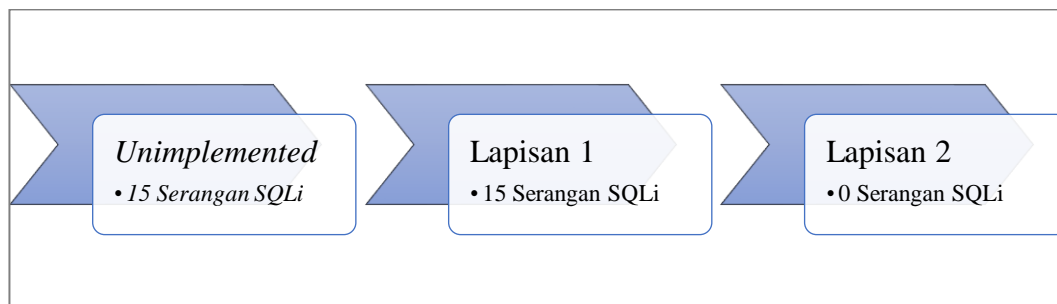 Unimplemented
• 15 Serangan SQLi
Lapisan 1
• 15 Serangan SQLi
Lapisan 2
• 0 Serangan SQLi